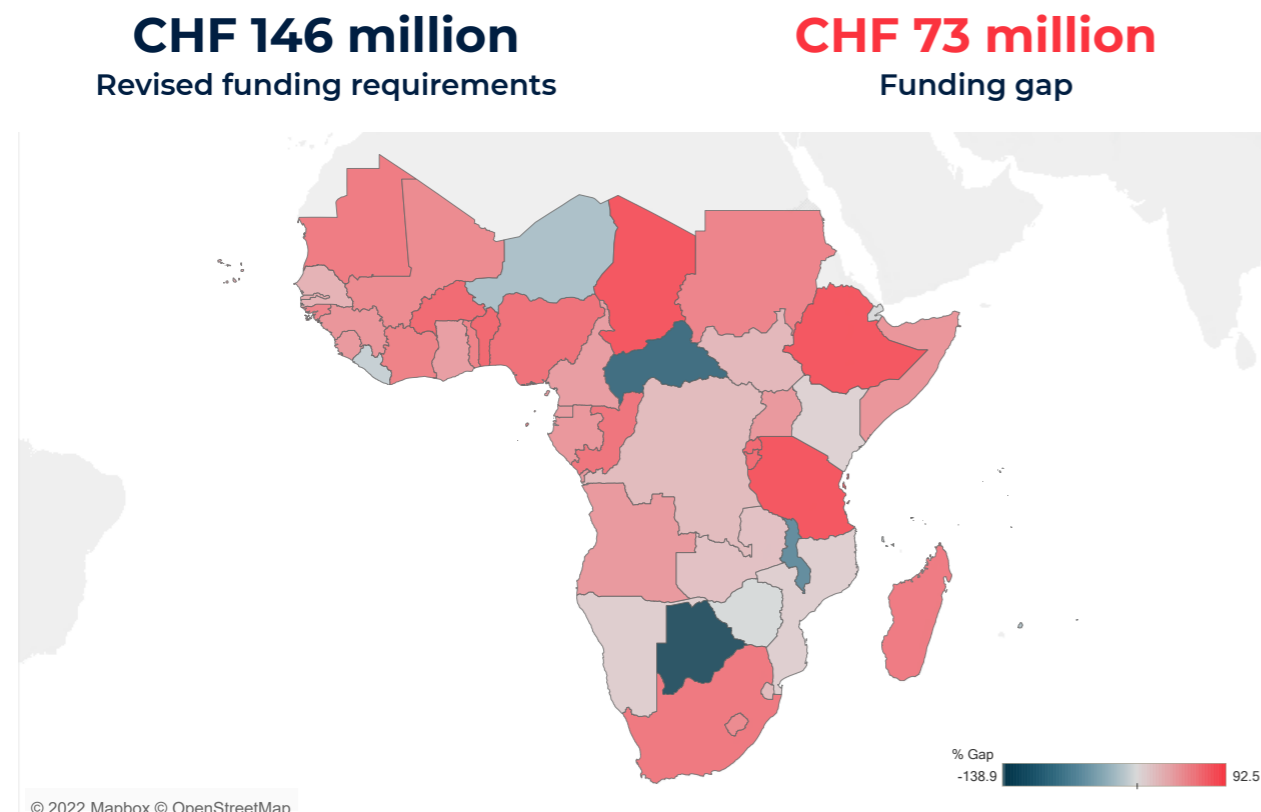 CHF 146 million
Revised funding requirements
CHF 73 million
Funding gap
% Gap
-138.9
92.5
© 2022 Mapbox © OpenStreetMap